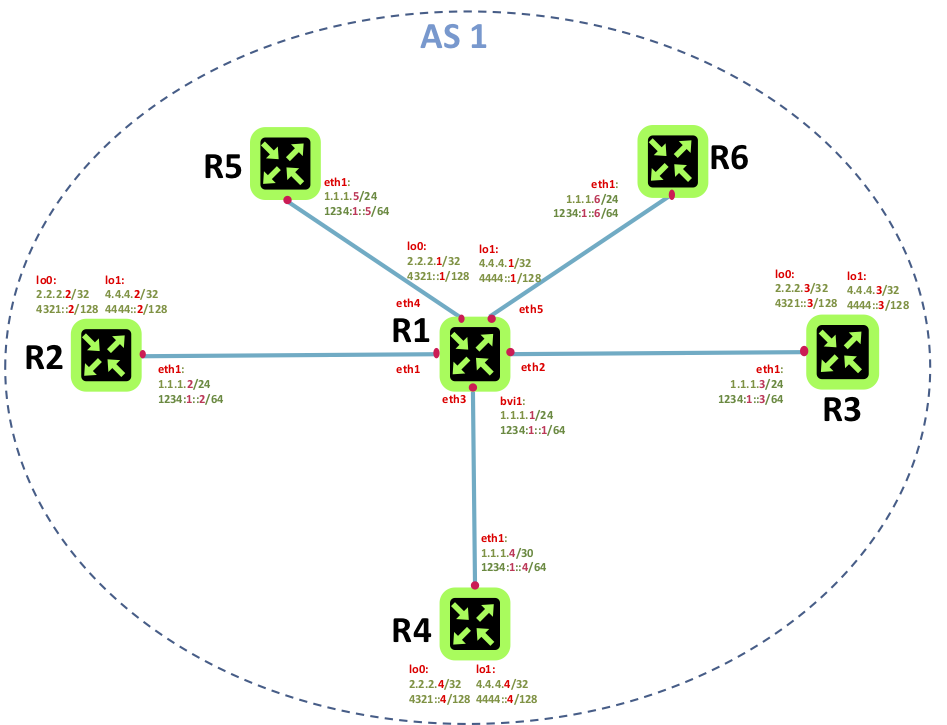 AS 1
R5
R6
eth1:
1.1.1.5/24
1234:1::5/64
eth1:
1.1.1.6/24
1234:1::6/64
lo0:
2.2.2.1/32
4321::1/128
lo1:
4.4.4.1/32
4444::1/128
lo0:
2.2.2.2/32
4321::2/128
lo1:
4.4.4.2/32
4444::2/128
lo0:
2.2.2.3/32
4321::3/128
lo1:
4.4.4.3/32
4444::3/128
eth4
eth5
R1
R2
eth1
eth2
eth1:
1.1.1.2/24
1234:1::2/64
eth1:
1.1.1.3/24
1234:1::3/64
R3
eth3
bvi1:
1.1.1.1/24
1234:1::1/64
eth1:
1.1.1.4/30
1234:1::4/64
R4
lo0:
2.2.2.4/32
4321::4/128
lo1:
4.4.4.4/32
4444::4/128